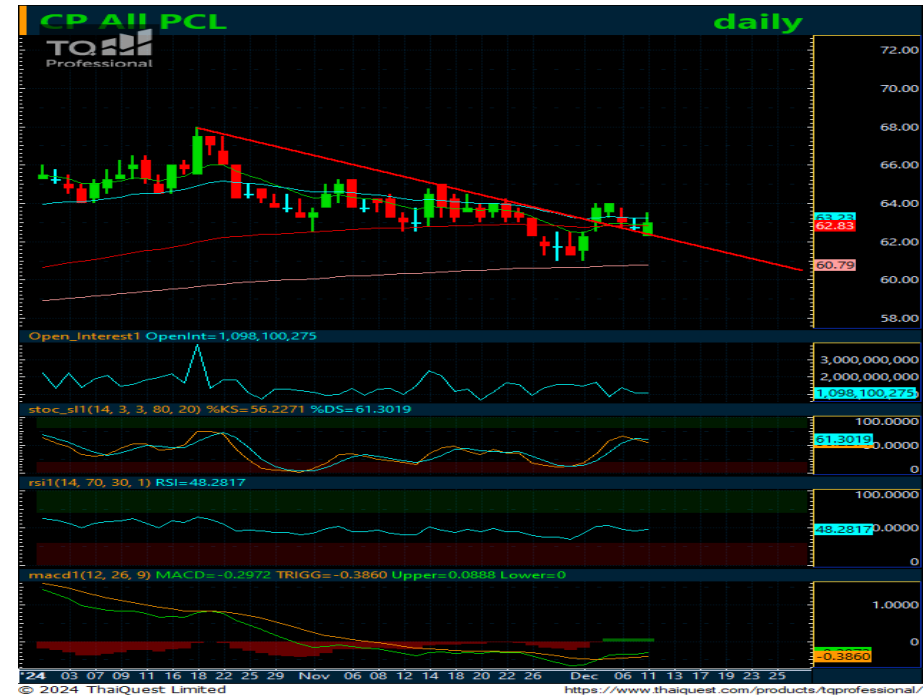 CP All PCL daily
TQ
Professional
72.00
70.00
68.00
66.00
64.00
63.23
62.83
62.00
60.79
60.00
58.00
Open_Interest1 OpenInt=1,098,100,275
3,000,000,000
2,000,000,000
1,098,100,275
stoc_sl1(14, 3, 3, 80, 20) %KS=56.2271 %DS=61.3019
100.0000
61.3019
0
rsi1(14, 70, 30, 1) RSI=48.2817
100.0000
48.2817
0
macd1(12, 26, 9) MACD=-0.2972 TRIGG=-0.3860 Upper=0.0888 Lower=0
1.0000
0
-0.3860
'24 03 07 09 11 16 18 22 25 29 Nov 06 08 12 14 18 20 22 26 Dec 06 11 13 17 19 23 25
© 2024 ThaiQuest Limited https://www.thaiquest.com/products/tqprofessional/